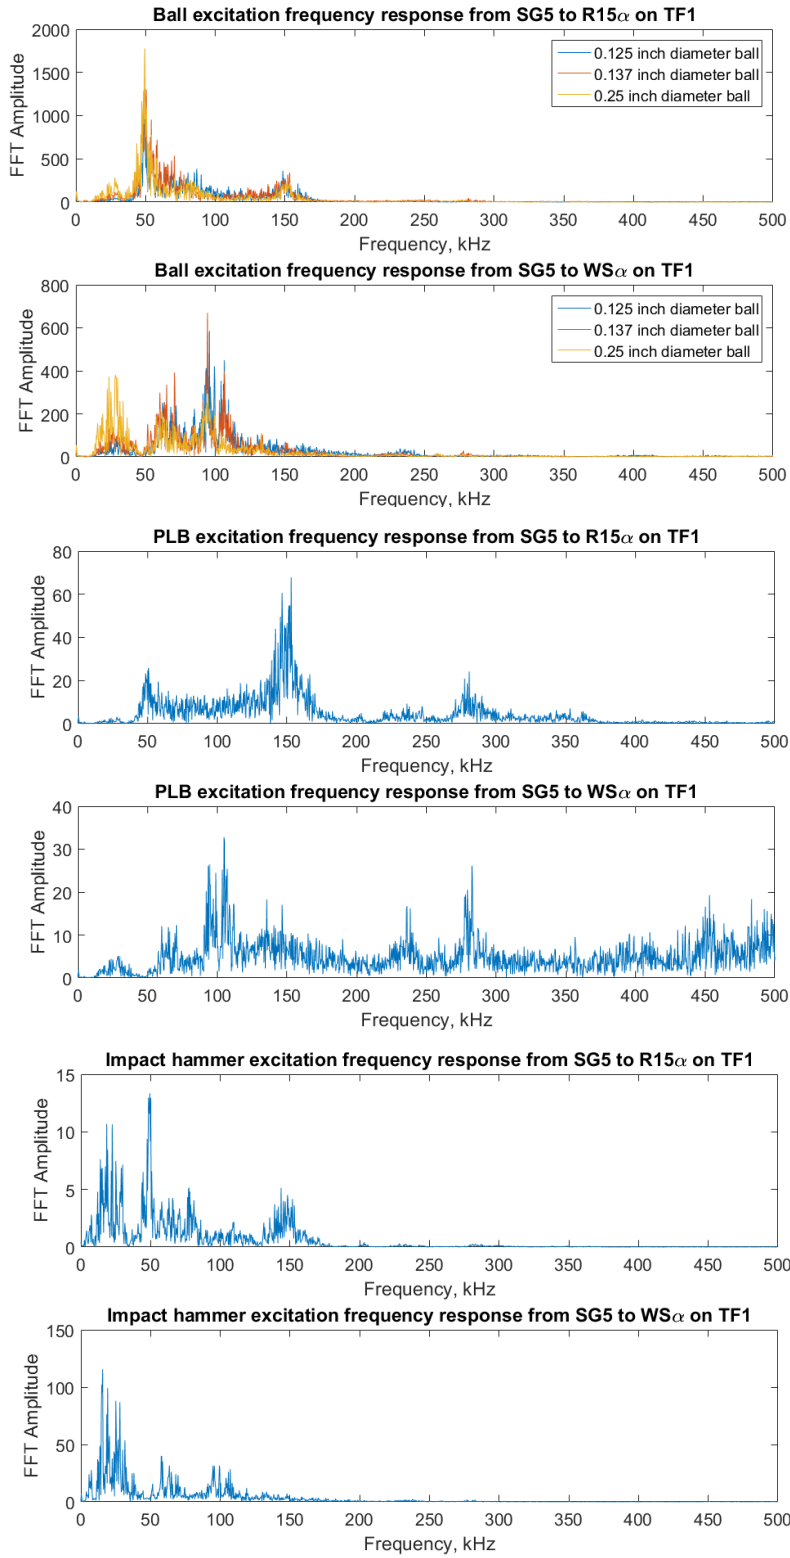 Ball excitation frequency response from SG5 to R15α on TF1
2000
1500
1000
500
0
FFT Amplitude
0.125 inch diameter ball
0.137 inch diameter ball
0.25 inch diameter ball
0 50 100 150 200 250 300 350 400 450 500
Frequency, kHz
Ball excitation frequency response from SG5 to WSα on TF1
800
600
400
200
0
FFT Amplitude
0.125 inch diameter ball
0.137 inch diameter ball
0.25 inch diameter ball
0 50 100 150 200 250 300 350 400 450 500
Frequency, kHz
PLB excitation frequency response from SG5 to R15α on TF1
80
60
40
20
0
FFT Amplitude
0 50 100 150 200 250 300 350 400 450 500
Frequency, kHz
PLB excitation frequency response from SG5 to WSα on TF1
40
30
20
10
0
FFT Amplitude
0 50 100 150 200 250 300 350 400 450 500
Frequency, kHz
Impact hammer excitation frequency response from SG5 to R15α on TF1
15
10
5
0
FFT Amplitude
0 50 100 150 200 250 300 350 400 450 500
Frequency, kHz
Impact hammer excitation frequency response from SG5 to WSα on TF1
150
100
50
0
FFT Amplitude
0 50 100 150 200 250 300 350 400 450 500
Frequency, kHz